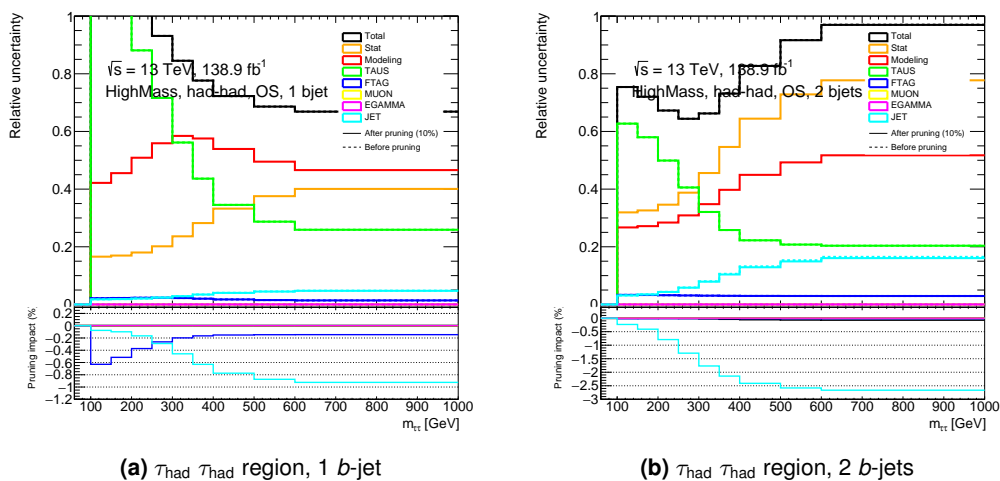 Relative uncertainty
1
0.8
0.6
0.4
0.2
0
√s = 13 TeV, 138.9 fb-1
HighMass, had-had, OS, 1 bjet
Total
Stat
Modeling
TAUS
FTAG
MUON
EGAMMA
JET
After pruning (10%)
Before pruning
Pruning impact (%
0.2
0
−0.2
−0.4
−0.6
−0.8
−1
−1.2
100 200 300 400 500 600 700 800 900 1000
mττ [GeV]
(a) τhad τhad region, 1 b-jet
Relative uncertainty
1
0.8
0.6
0.4
0.2
0
√s = 13 TeV, 138.9 fb-1
HighMass, had-had, OS, 2 bjets
Total
Stat
Modeling
TAUS
FTAG
MUON
EGAMMA
JET
After pruning (10%)
Before pruning
Pruning impact (%
0
−0.5
−1
−1.5
−2
−2.5
−3
100 200 300 400 500 600 700 800 900 1000
mττ [GeV]
(b) τhad τhad region, 2 b-jets